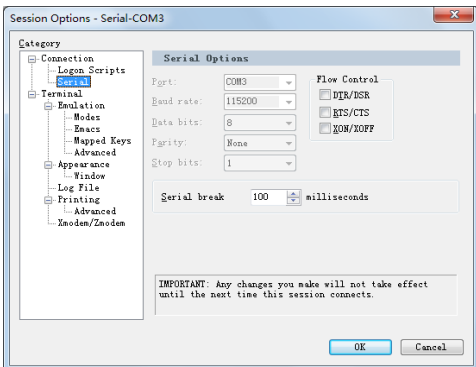 Session Options - Serial-COM3
Category
Connection
Logon Scripts
Serial
Terminal
Emulation
Modes
Emacs
Mapped Keys
Advanced
Appearance
Window
Log File
Printing
Advanced
Xmodem/Zmodem
Serial Options
Port: COM3
Baud rate: 115200
Data bits: 8
Parity: None
Stop bits: 1
Flow Control
DTR/DSR
RTS/CTS
XON/XOFF
Serial break 100 milliseconds
IMPORTANT: Any changes you make will not take effect
until the next time this session connects.
OK Cancel